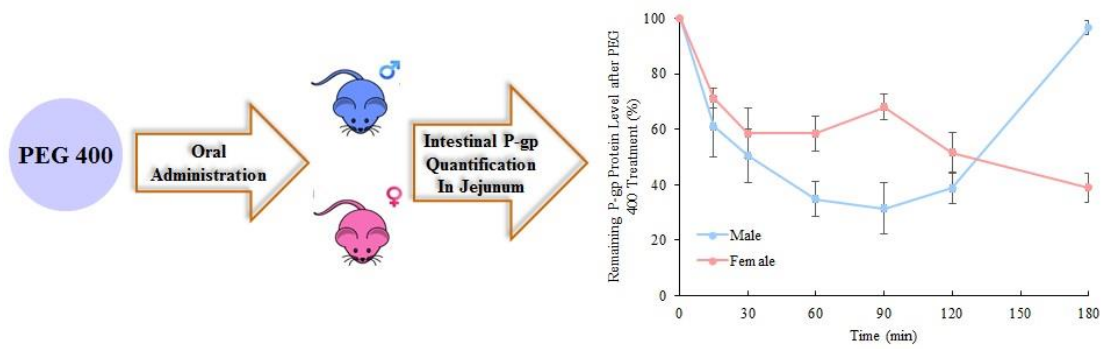 PEG 400
Oral
Administration
♂
♀
Intestinal P-gp
Quantification
In Jejunum
Remaining P-gp Protein Level after PEG
400 Treatment (%)
100
80
60
40
20
0
Male
Female
0
30
60
90
120
150
180
Time (min)